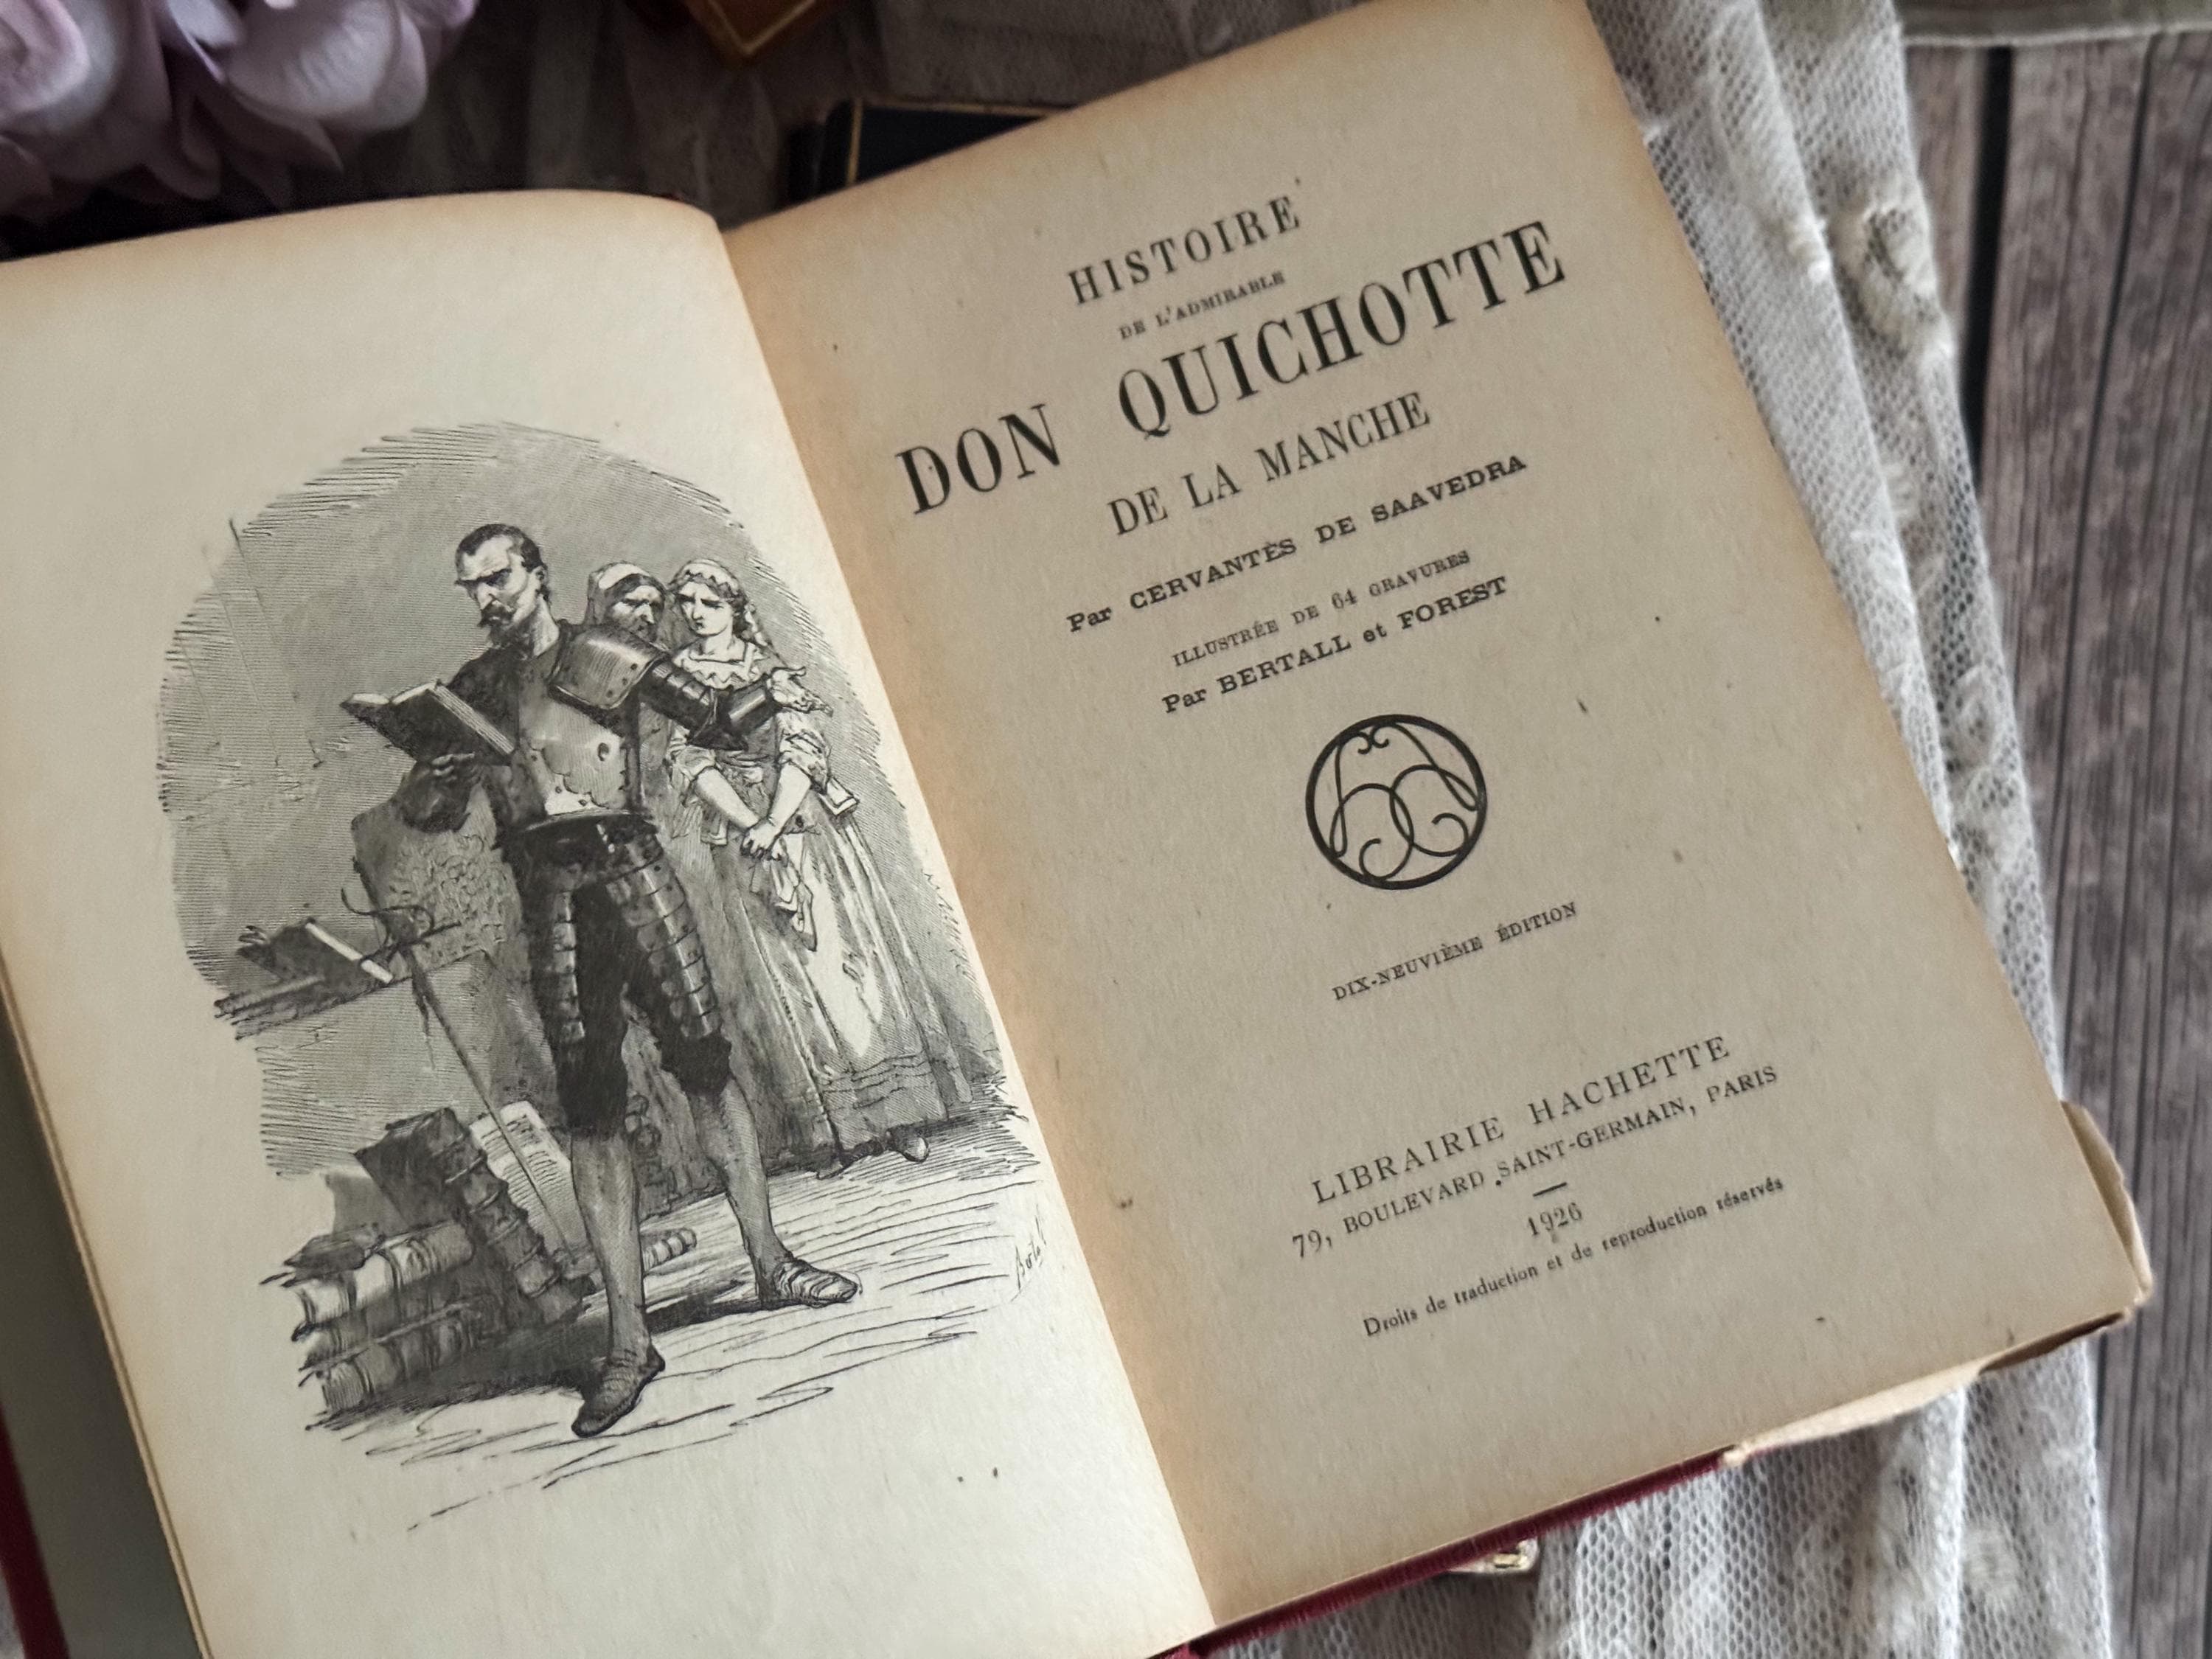 HISTOIRE
DE L'ADMIRABLE
DON QUICHOTTE
DE LA MANCHE
Par CERVANTÈS DE SAAVEDRA
ILLUSTRÉE DE 64 GRAVURES
Par BERTALL et FOREST
DIX-NEUVIÈME ÉDITION
LIBRAIRIE HACHETTE
79, BOULEVARD SAINT-GERMAIN, PARIS
1926
Droits de traduction et de reproduction réservés